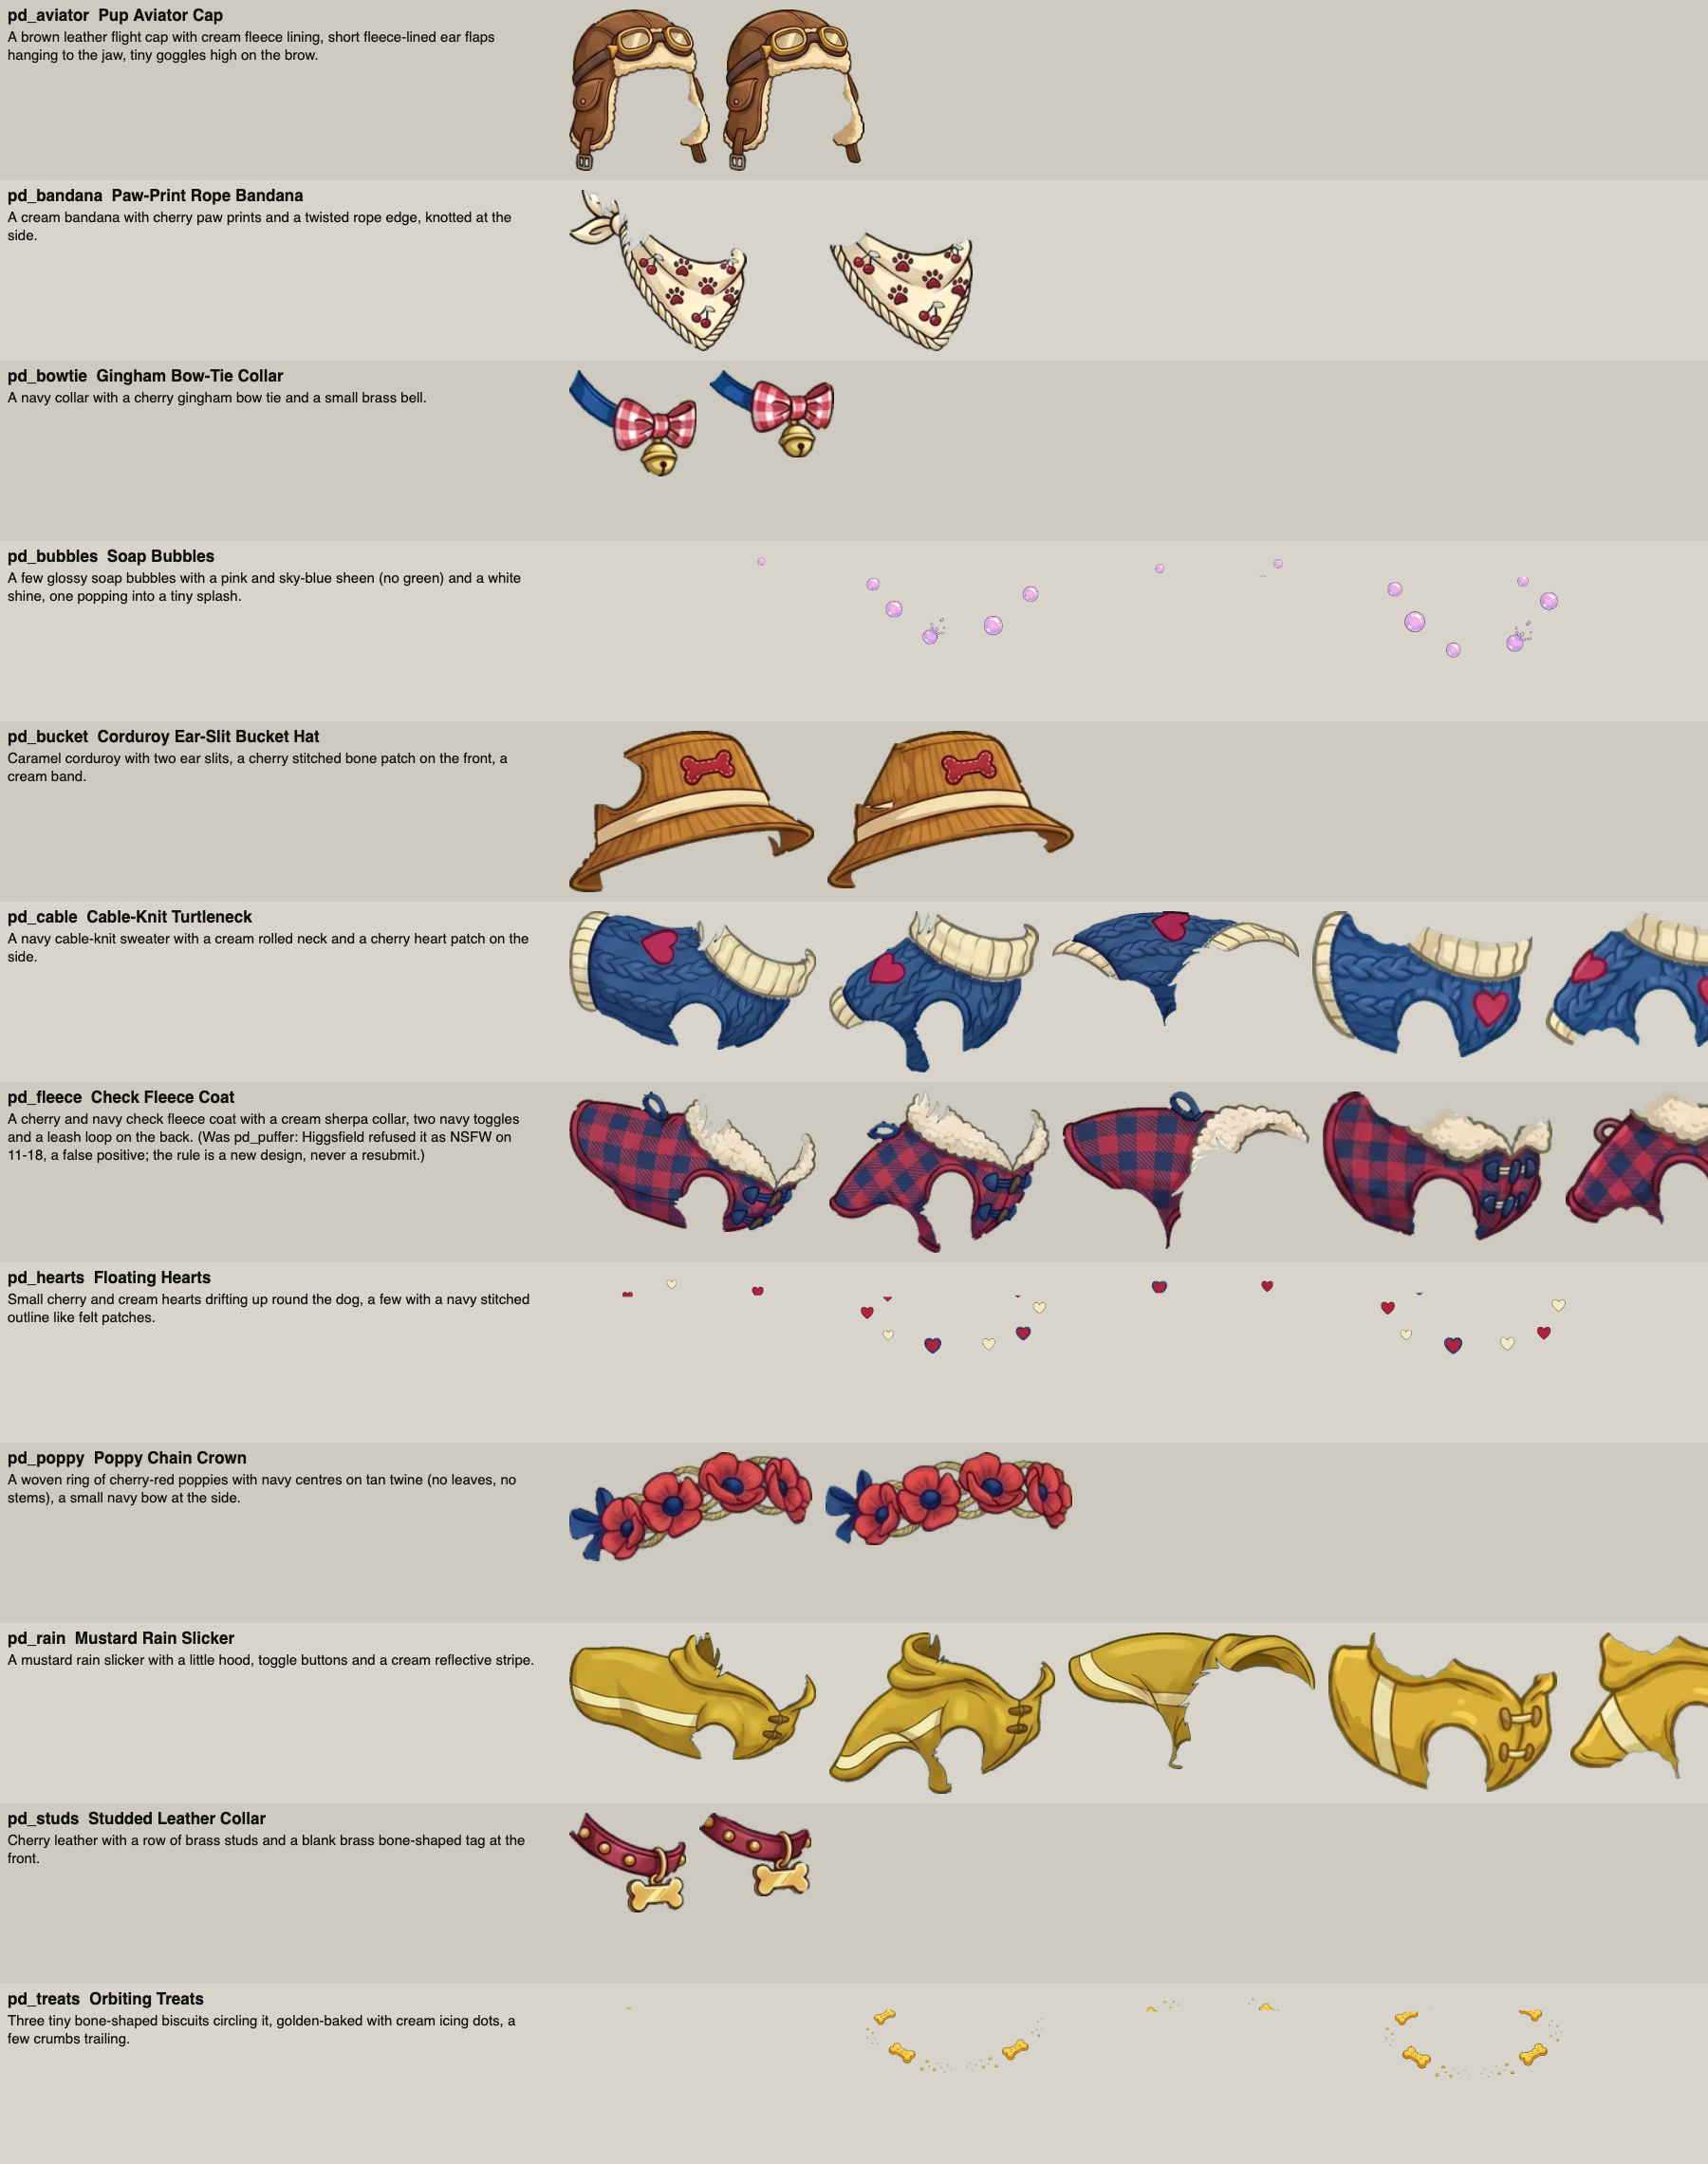 pd_aviator Pup Aviator Cap
A brown leather flight cap with cream fleece lining, short fleece-lined ear flaps
hanging to the jaw, tiny goggles high on the brow.
pd_bandana Paw-Print Rope Bandana
A cream bandana with cherry paw prints and a twisted rope edge, knotted at the
side.
pd_bowtie Gingham Bow-Tie Collar
A navy collar with a cherry gingham bow tie and a small brass bell.
pd_bubbles Soap Bubbles
A few glossy soap bubbles with a pink and sky-blue sheen (no green) and a white
shine, one popping into a tiny splash.
pd_bucket Corduroy Ear-Slit Bucket Hat
Caramel corduroy with two ear slits, a cherry stitched bone patch on the front, a
cream band.
pd_cable Cable-Knit Turtleneck
A navy cable-knit sweater with a cream rolled neck and a cherry heart patch on the
side.
pd_fleece Check Fleece Coat
A cherry and navy check fleece coat with a cream sherpa collar, two navy toggles
and a leash loop on the back. (Was pd_puffer: Higgsfield refused it as NSFW on
11-18, a false positive; the rule is a new design, never a resubmit.)
pd_hearts Floating Hearts
Small cherry and cream hearts drifting up round the dog, a few with a navy stitched
outline like felt patches.
pd_poppy Poppy Chain Crown
A woven ring of cherry-red poppies with navy centres on tan twine (no leaves, no
stems), a small navy bow at the side.
pd_rain Mustard Rain Slicker
A mustard rain slicker with a little hood, toggle buttons and a cream reflective stripe.
pd_studs Studded Leather Collar
Cherry leather with a row of brass studs and a blank brass bone-shaped tag at the
front.
pd_treats Orbiting Treats
Three tiny bone-shaped biscuits circling it, golden-baked with cream icing dots, a
few crumbs trailing.